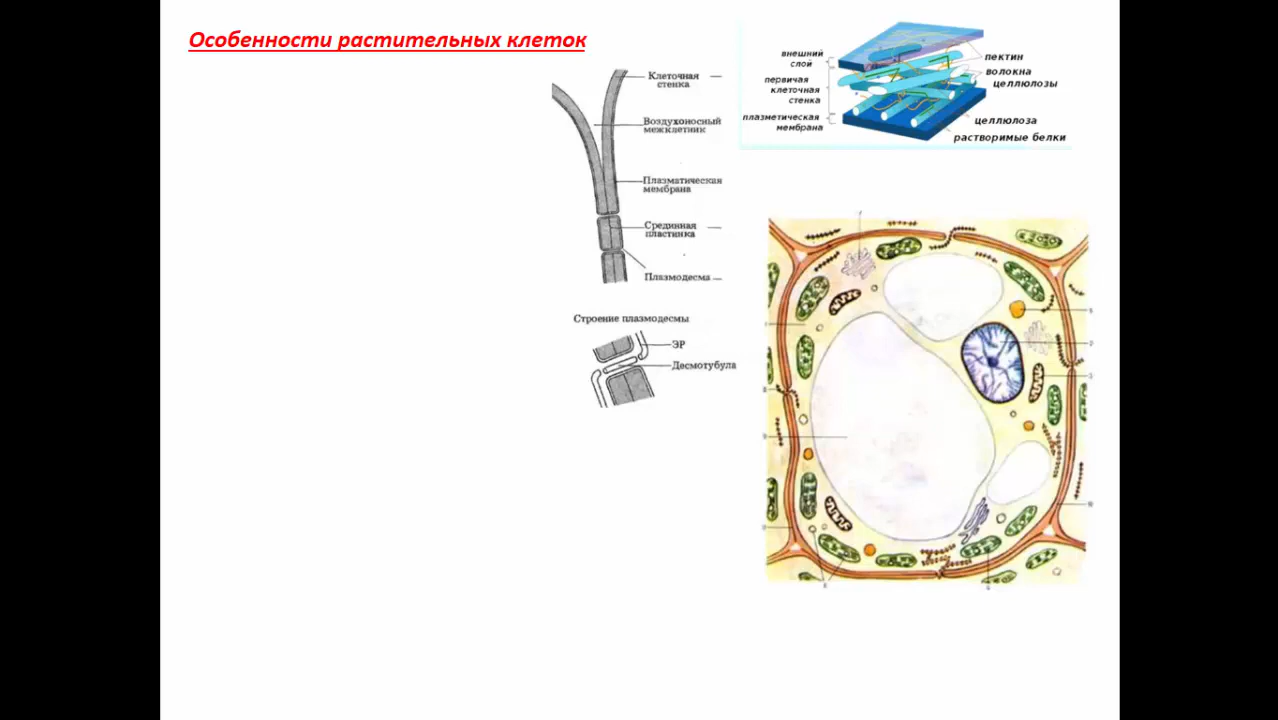 Особенности растительных клеток
Клеточная
стенка
Воздухоносный
межклетник
Плазматическая
мембрана
Срединная
пластинка
Плазмодесма
Строение плазмодесмы
ЭР
Десмотубула
внешний
слой
первичая
клеточная
стенка
плазметическая
мембрана
пектин
волокна
целлюлозы
целлюлоза
растворимые белки